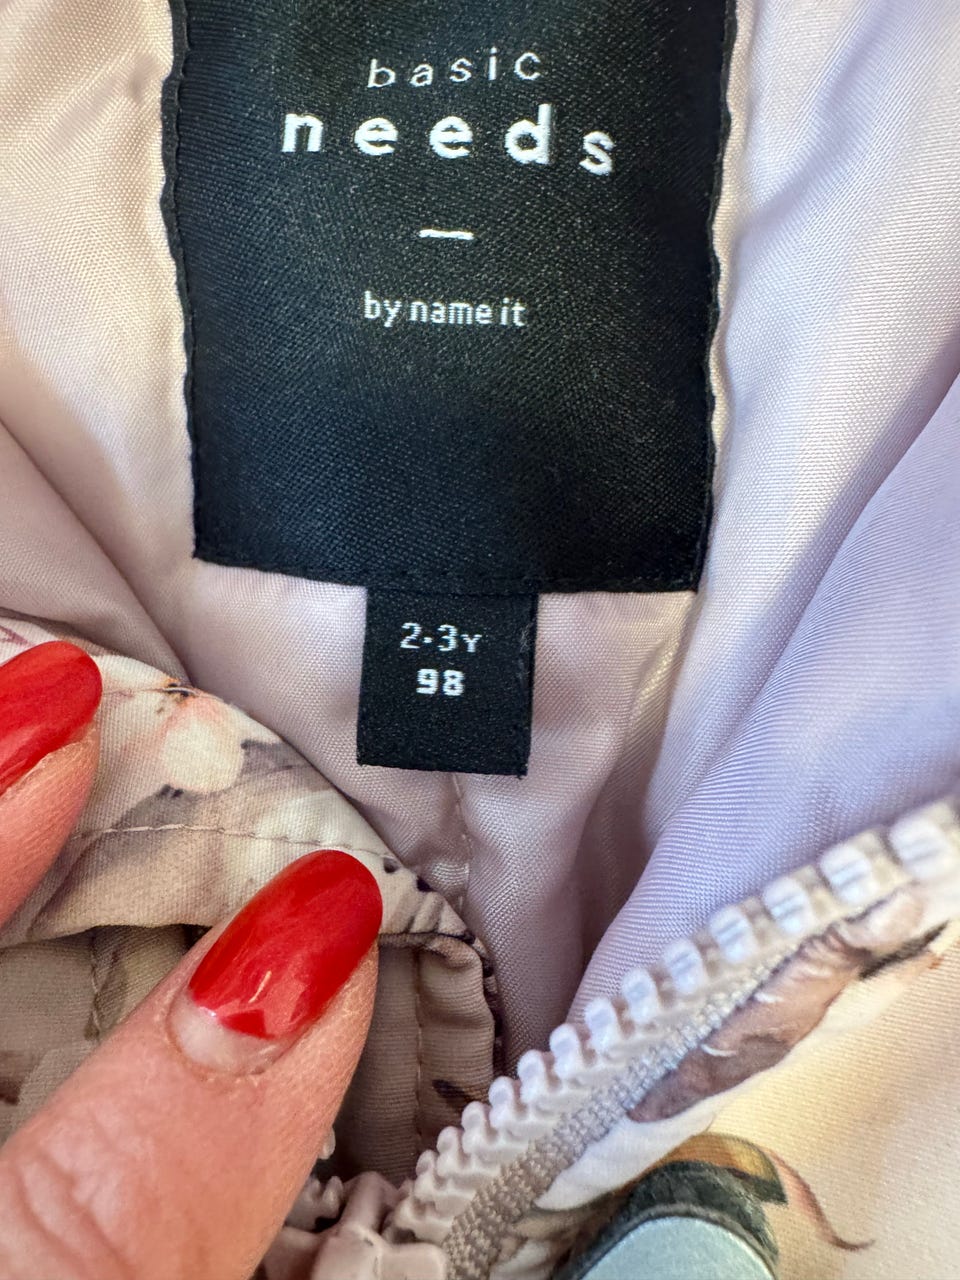 basic
needs
—
by name it
2-3Y
98